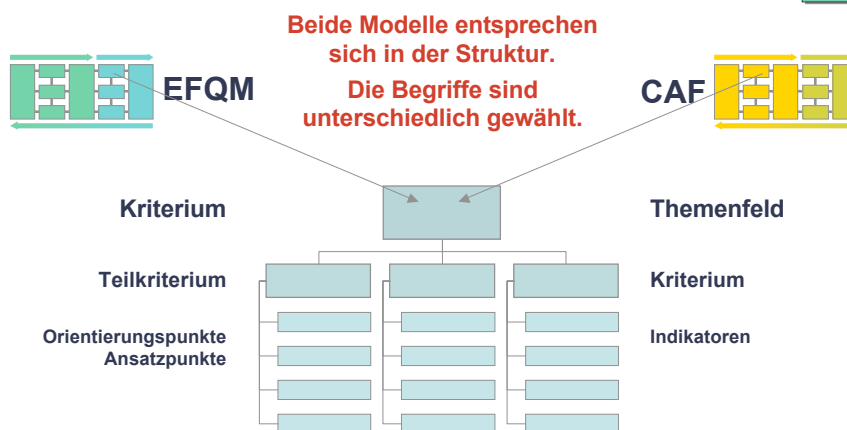 Beide Modelle entsprechen
sich in der Struktur.
EFQM
Die Begriffe sind
unterschiedlich gewählt.
CAF
Kriterium
Themenfeld
Teilkriterium
Kriterium
Orientierungspunkte
Ansatzpunkte
Indikatoren